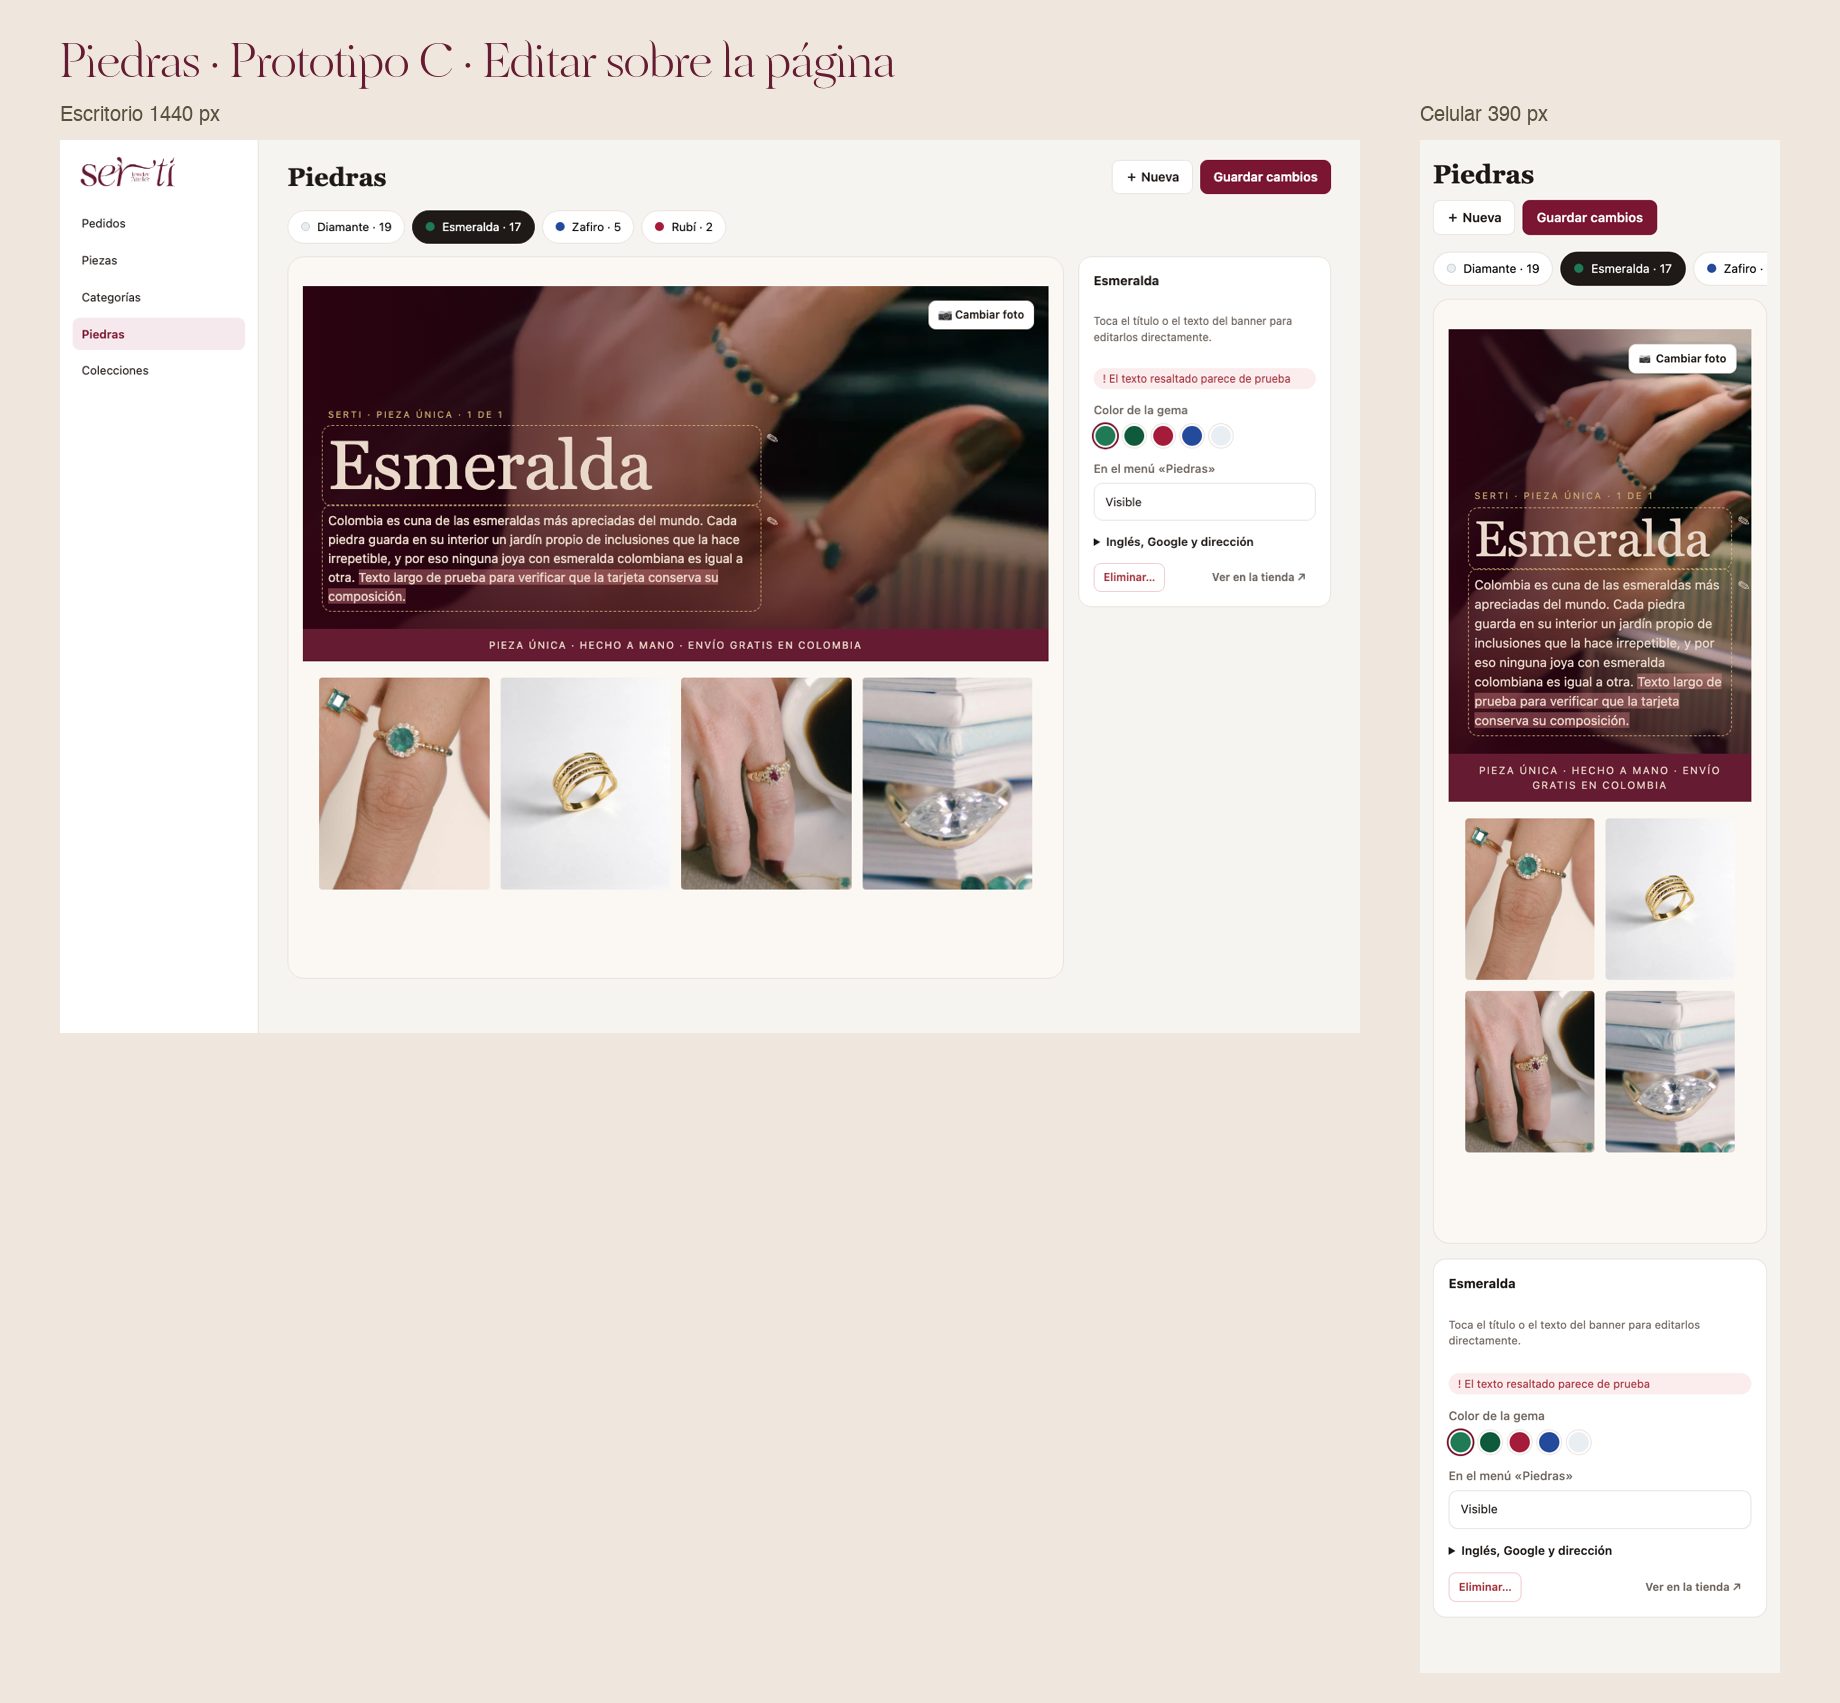 Piedras · Prototipo C · Editar sobre la página
Escritorio 1440 px
serti
Pedidos
Piezas
Categorías
Piedras
Colecciones
Piedras
+ Nueva
Guardar cambios
Diamante · 19
Esmeralda · 17
Zafiro · 5
Rubí · 2
Cambiar foto
SERTI · PIEZA ÚNICA · 1 DE 1
Esmeralda
Colombia es cuna de las esmeraldas más apreciadas del mundo. Cada
piedra guarda en su interior un jardín propio de inclusiones que la hace
irrepetible, y por eso ninguna joya con esmeralda colombiana es igual a
otra. Texto largo de prueba para verificar que la tarjeta conserva su
composición.
PIEZA ÚNICA · HECHO A MANO · ENVÍO GRATIS EN COLOMBIA
Esmeralda
Toca el título o el texto del banner para
editarlos directamente.
! El texto resaltado parece de prueba
Color de la gema
En el menú «Piedras»
Visible
▶ Inglés, Google y dirección
Eliminar...
Ver en la tienda ↗
Celular 390 px
Piedras
+ Nueva
Guardar cambios
Diamante · 19
Esmeralda · 17
Zafiro ·
Cambiar foto
SERTI · PIEZA ÚNICA · 1 DE 1
Esmeralda
Colombia es cuna de las esmeraldas más
apreciadas del mundo. Cada piedra
guarda en su interior un jardín propio de
inclusiones que la hace irrepetible, y por
eso ninguna joya con esmeralda
colombiana es igual a otra. Texto largo de
prueba para verificar que la tarjeta
conserva su composición.
PIEZA ÚNICA · HECHO A MANO · ENVÍO
GRATIS EN COLOMBIA
Esmeralda
Toca el título o el texto del banner para editarlos
directamente.
! El texto resaltado parece de prueba
Color de la gema
En el menú «Piedras»
Visible
▶ Inglés, Google y dirección
Eliminar...
Ver en la tienda ↗